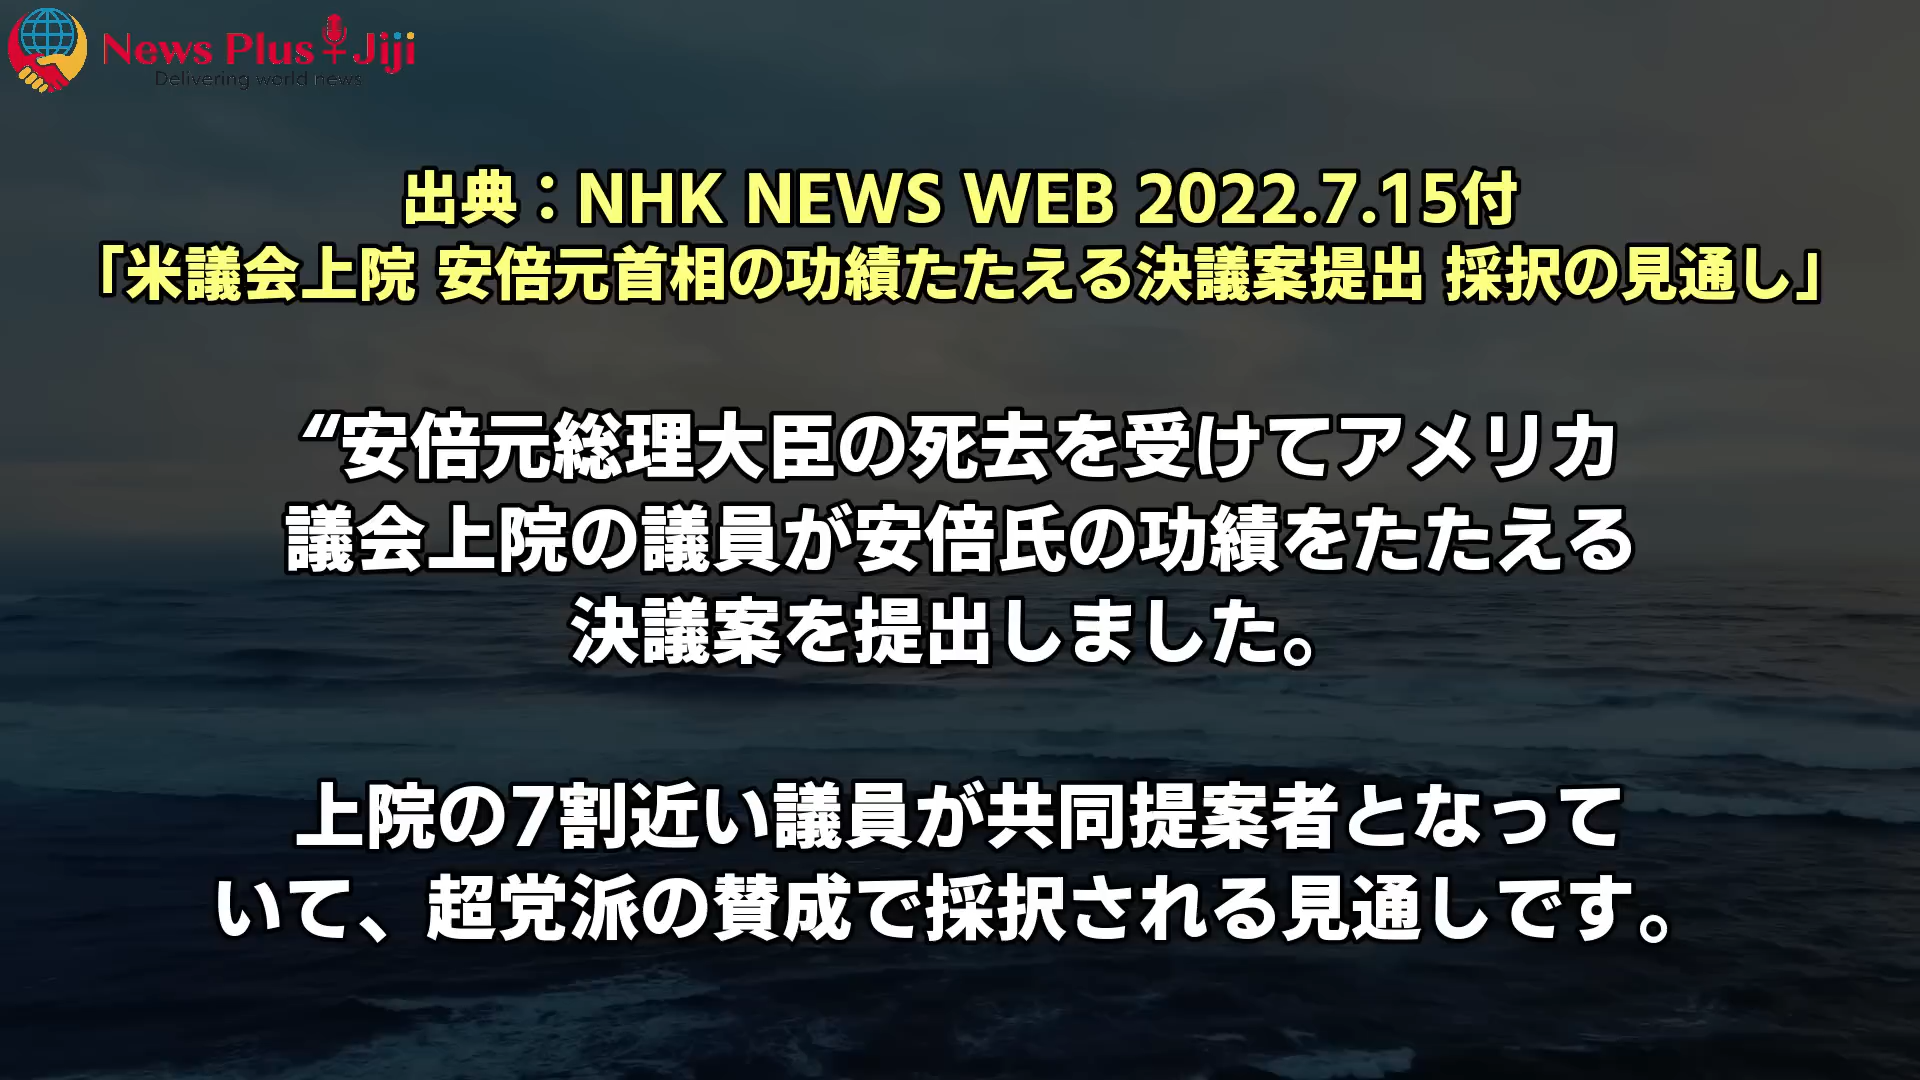 News Plus Jiji
Delivering world news
出典：NHK NEWS WEB 2022.7.15付
「米議会上院 安倍元首相の功績たたえる決議案提出 採択の見通し」
“安倍元総理大臣の死去を受けてアメリカ
議会上院の議員が安倍氏の功績をたたえる
決議案を提出しました。
上院の7割近い議員が共同提案者となって
いて、超党派の賛成で採択される見通しです。